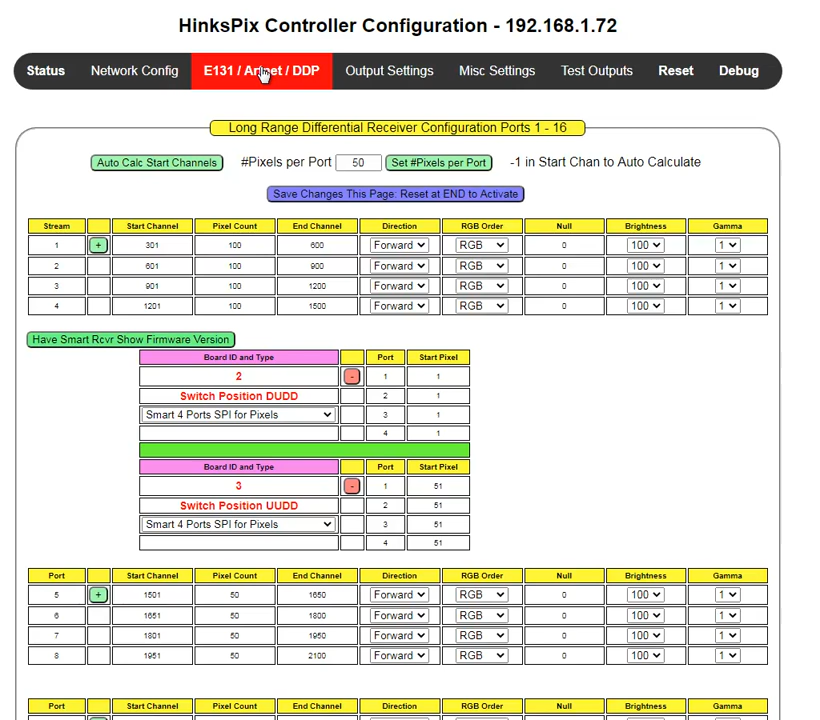 HinksPix Controller Configuration - 192.168.1.72
Status Network Config E131 / Artnet / DDP Output Settings Misc Settings Test Outputs Reset Debug
Long Range Differential Receiver Configuration Ports 1 - 16
Auto Calc Start Channels #Pixels per Port 50 Set #Pixels per Port -1 in Start Chan to Auto Calculate
Save Changes This Page: Reset at END to Activate
Stream Start Channel Pixel Count End Channel Direction RGB Order Null Brightness Gamma
1 + 301 100 600 Forward RGB 0 100 1
2 601 100 900 Forward RGB 0 100 1
3 901 100 1200 Forward RGB 0 100 1
4 1201 100 1500 Forward RGB 0 100 1
Have Smart Rcvr Show Firmware Version
Board ID and Type Port Start Pixel
2 - 1 1
Switch Position DUDD 2 1
Smart 4 Ports SPI for Pixels 3 1
4 1
Board ID and Type Port Start Pixel
3 - 1 51
Switch Position UUDD 2 51
Smart 4 Ports SPI for Pixels 3 51
4 51
Port Start Channel Pixel Count End Channel Direction RGB Order Null Brightness Gamma
5 + 1501 50 1650 Forward RGB 0 100 1
6 1651 50 1800 Forward RGB 0 100 1
7 1801 50 1950 Forward RGB 0 100 1
8 1951 50 2100 Forward RGB 0 100 1
Port Start Channel Pixel Count End Channel Direction RGB Order Null Brightness Gamma